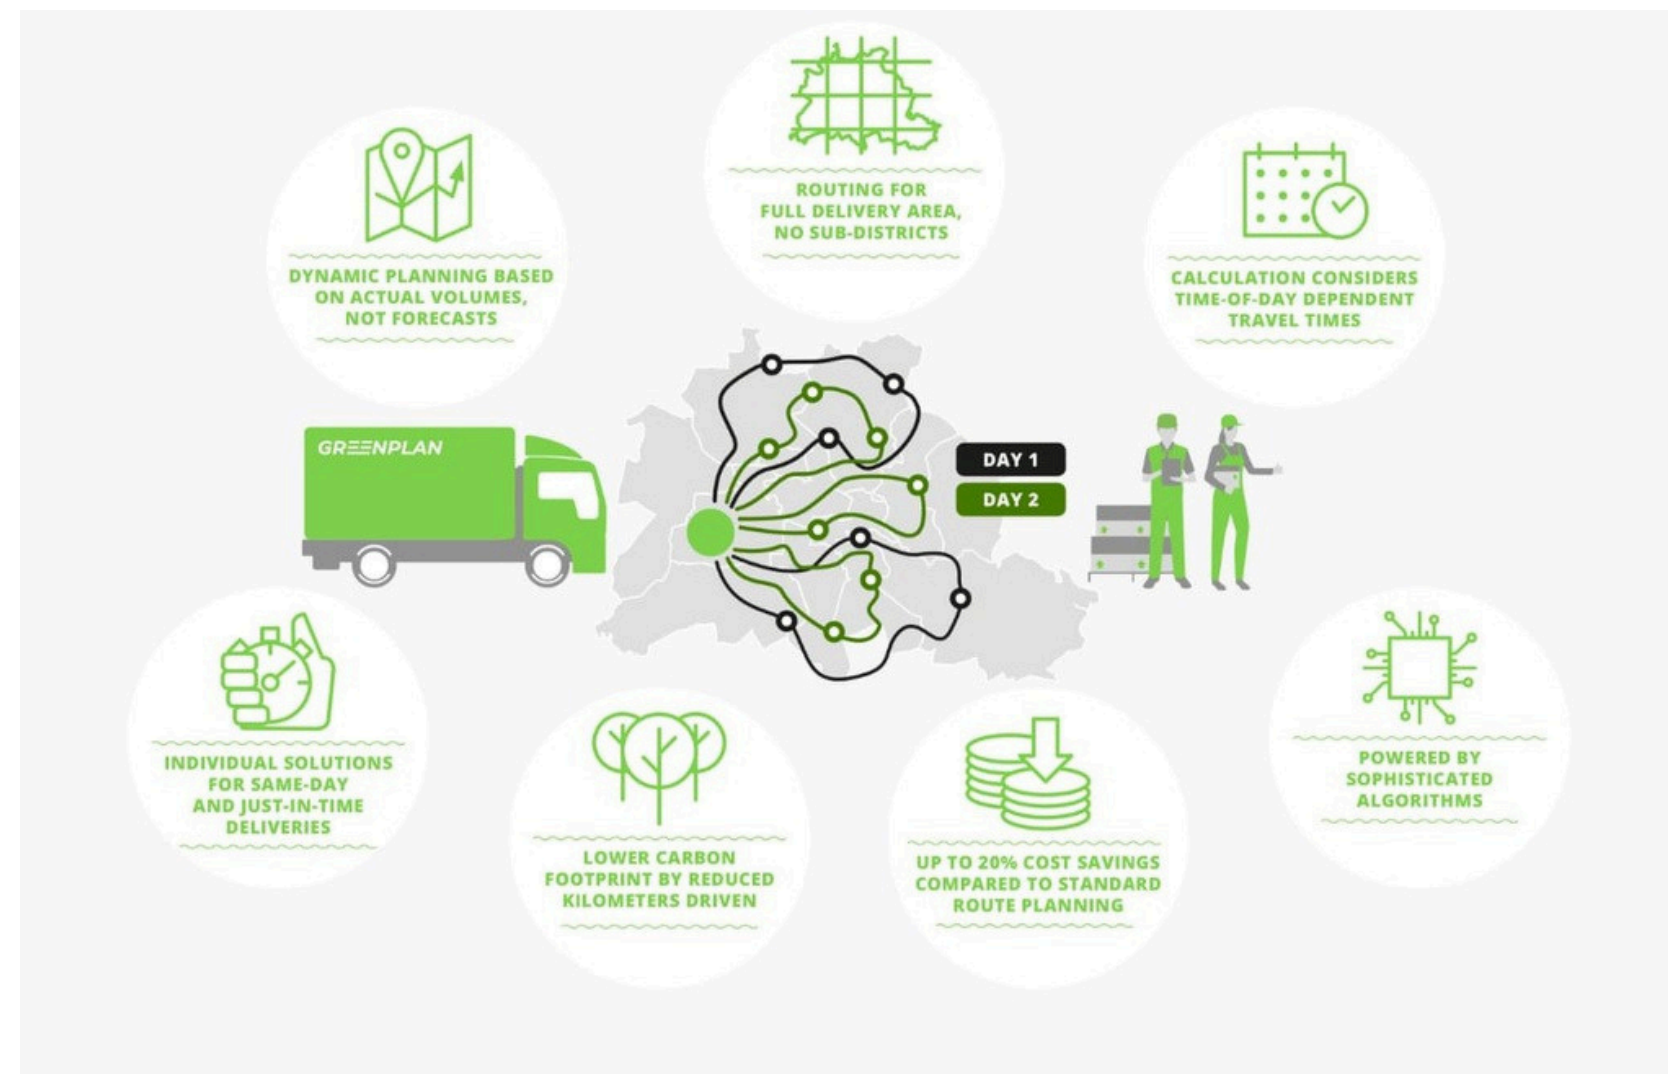 ROUTING FOR
FULL DELIVERY AREA,
NO SUB-DISTRICTS
DYNAMIC PLANNING BASED
ON ACTUAL VOLUMES,
NOT FORECASTS
CALCULATION CONSIDERS
TIME-OF-DAY DEPENDENT
TRAVEL TIMES
GREENPLAN
DAY 1
DAY 2
INDIVIDUAL SOLUTIONS
FOR SAME-DAY
AND JUST-IN-TIME
DELIVERIES
LOWER CARBON
FOOTPRINT BY REDUCED
KILOMETERS DRIVEN
UP TO 20% COST SAVINGS
COMPARED TO STANDARD
ROUTE PLANNING
POWERED BY
SOPHISTICATED
ALGORITHMS